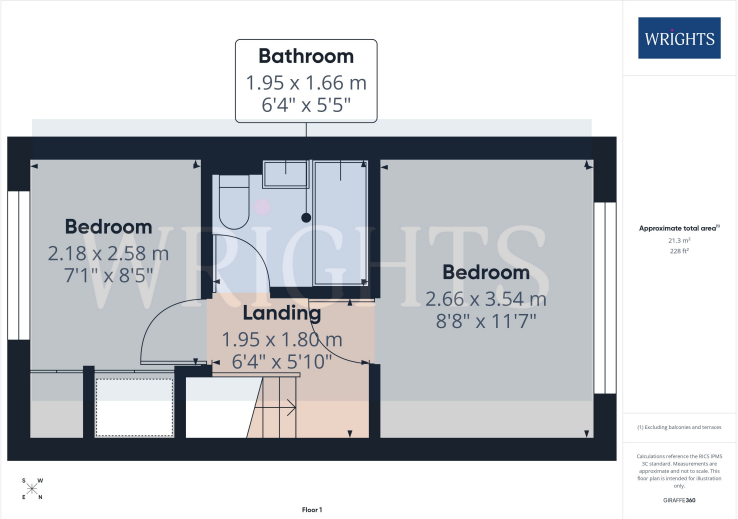 Bathroom
1.95 x 1.66 m
6'4" x 5'5"
WRIGHTS
Bedroom
2.18 x 2.58 m
7'1" x 8'5"
WRIGHTS
Bedroom
2.66 x 3.54 m
8'8" x 11'7"
Landing
1.95 x 1.80 m
6'4" x 5'10"
Approximate total area(1)
21.3 m²
228 ft²
(1) Excluding balconies and terraces
Calculations reference the RICS IPMS
3C standard. Measurements are
approximate and not to scale. This
floor plan is intended for illustration
only.
GIRAFFE360
S W
E N
Floor 1